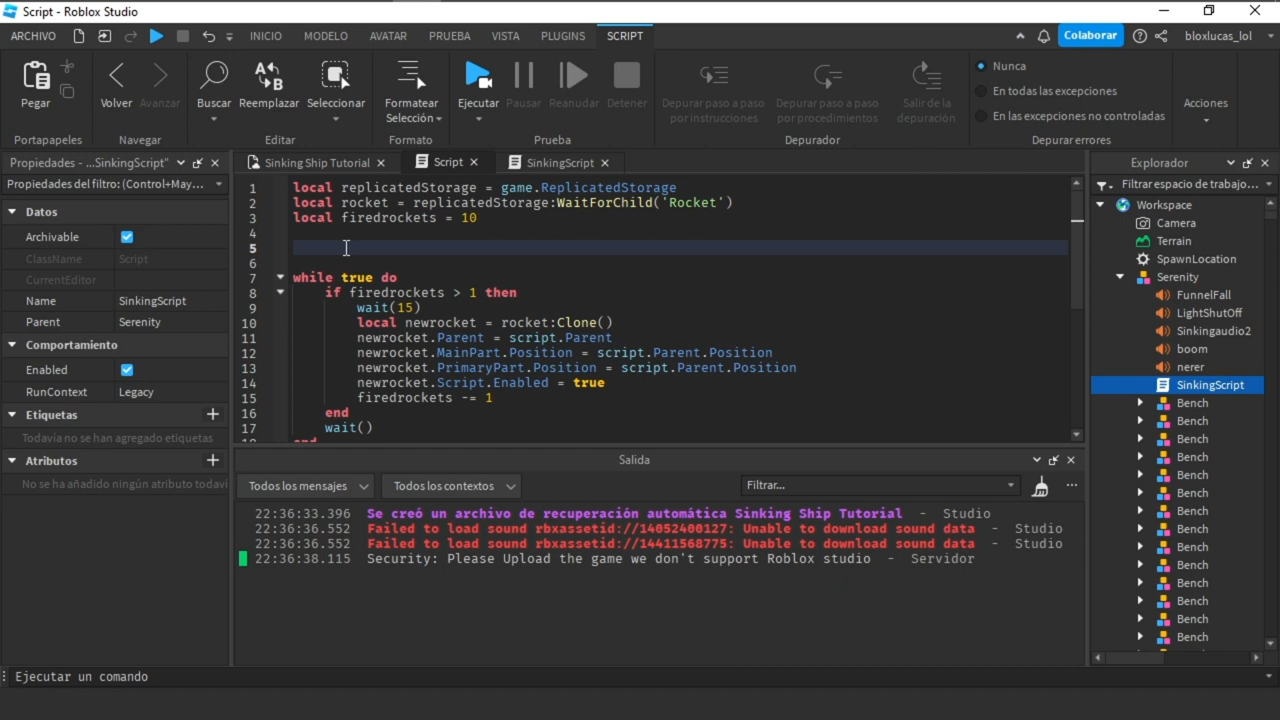 Script - Roblox Studio
ARCHIVO INICIO MODELO AVATAR PRUEBA VISTA PLUGINS SCRIPT Colaborar bloxlucas_lol
Pegar
Portapapeles
Volver Avanzar
Navegar
Buscar Reemplazar Seleccionar
Editar
Formatear
Selección
Formato
Ejecutar Pausar Reanudar Detener
Prueba
Depurar paso a paso
por instrucciones
Depurar paso a paso
por procedimientos
Salir de la
depuración
Depurador
Nunca
En todas las excepciones
En las excepciones no controladas
Depurar errores
Acciones
Propiedades - ...SinkingScript"
Propiedades del filtro: (Control+May...
Datos
Archivable
ClassName Script
CurrentEditor
Name SinkingScript
Parent Serenity
Comportamiento
Enabled
RunContext Legacy
Etiquetas
Todavía no se han agregado etiquetas
Atributos
No se ha añadido ningún atributo todaví
Sinking Ship Tutorial Script SinkingScript
1 local replicatedStorage = game.ReplicatedStorage
2 local rocket = replicatedStorage:WaitForChild('Rocket')
3 local firedrockets = 10
4
5
6
7 while true do
8 if firedrockets > 1 then
9 wait(15)
10 local newrocket = rocket:Clone()
11 newrocket.Parent = script.Parent
12 newrocket.MainPart.Position = script.Parent.Position
13 newrocket.PrimaryPart.Position = script.Parent.Position
14 newrocket.Script.Enabled = true
15 firedrockets -= 1
16 end
17 wait()
18 end
Salida
Todos los mensajes Todos los contextos Filtrar...
22:36:33.396 Se creó un archivo de recuperación automática Sinking Ship Tutorial - Studio
22:36:36.552 Failed to load sound rbxassetid://14052400127: Unable to download sound data - Studio
22:36:36.552 Failed to load sound rbxassetid://14411568775: Unable to download sound data - Studio
22:36:38.115 Security: Please Upload the game we don't support Roblox studio - Servidor
Explorador
Filtrar espacio de trabajo...
Workspace
Camera
Terrain
SpawnLocation
Serenity
FunnelFall
LightShutOff
Sinkingaudio2
boom
nerer
SinkingScript
Bench
Bench
Bench
Bench
Bench
Bench
Bench
Bench
Bench
Bench
Bench
Bench
Bench
Bench
Ejecutar un comando